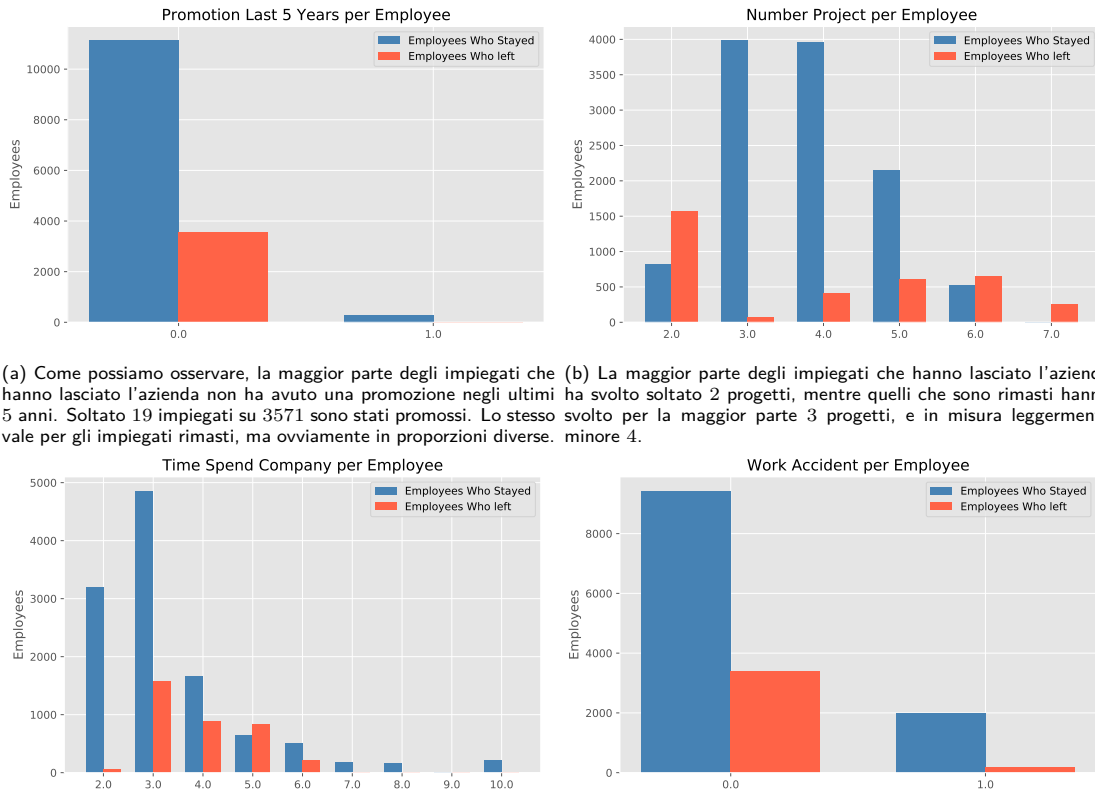 Promotion Last 5 Years per Employee
Employees Who Stayed
Employees Who left
Employees
10000
8000
6000
4000
2000
0
0.0 1.0
Number Project per Employee
Employees Who Stayed
Employees Who left
Employees
4000
3500
3000
2500
2000
1500
1000
500
0
2.0 3.0 4.0 5.0 6.0 7.0
(a) Come possiamo osservare, la maggior parte degli impiegati che
hanno lasciato l'azienda non ha avuto una promozione negli ultimi
5 anni. Soltato 19 impiegati su 3571 sono stati promossi. Lo stesso
vale per gli impiegati rimasti, ma ovviamente in proporzioni diverse.
(b) La maggior parte degli impiegati che hanno lasciato l'aziend
ha svolto soltato 2 progetti, mentre quelli che sono rimasti hann
svolto per la maggior parte 3 progetti, e in misura leggermen
minore 4.
Time Spend Company per Employee
Employees Who Stayed
Employees Who left
Employees
5000
4000
3000
2000
1000
0
2.0 3.0 4.0 5.0 6.0 7.0 8.0 9.0 10.0
Work Accident per Employee
Employees Who Stayed
Employees Who left
Employees
8000
6000
4000
2000
0
0.0 1.0